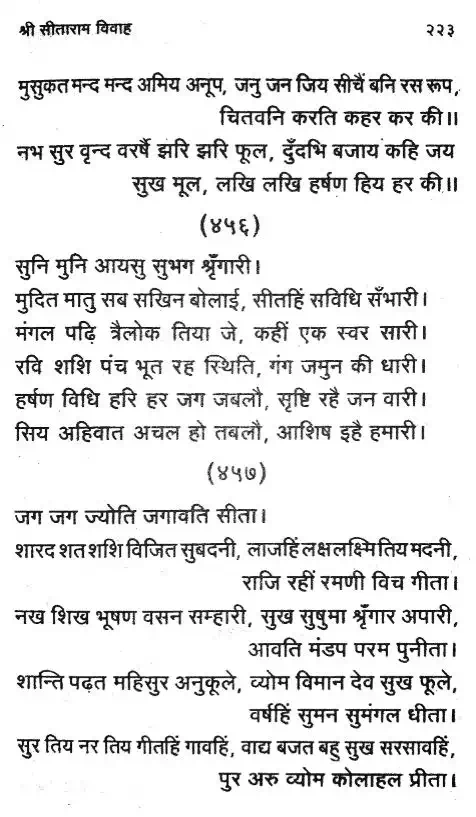 श्री सीताराम विवाह २२३
मुसुकत मन्द मन्द अमिय अनूप, जनु जन जिय सीचैं बनि रस रूप,
चितवनि करति कहर कर की॥
नभ सुर वृन्द वरर्षै झरि झरि फूल, दुँदभि बजाय कहि जय
सुख मूल, लखि लखि हर्षण हिय हर की॥
(४५६)
सुनि मुनि आयसु सुभग श्रृँगारी।
मुदित मातु सब सखिन बोलाई, सीतहिं सविधि सँभारी।
मंगल पढ़ि त्रैलोक तिया जे, कहीं एक स्वर सारी।
रवि शशि पंच भूत रह स्थिति, गंग जमुन की धारी।
हर्षण विधि हरि हर जग जबलौ, सृष्टि रहै जन वारी।
सिय अहिवात अचल हो तबलौ, आशिष इहै हमारी।
(४५७)
जग जग ज्योति जगावति सीता।
शारद शत शशि विजित सुबदनी, लाजहिं लक्ष लक्ष्मि तिय मदनी,
राजि रहीं रमणी विच गीता।
नख शिख भूषण वसन सम्हारी, सुख सुषुमा श्रृँगार अपारी,
आवति मंडप परम पुनीता।
शान्ति पढ़त महिसुर अनुकूले, व्योम विमान देव सुख फूले,
वर्षहिं सुमन सुमंगल धीता।
सुर तिय नर तिय गीतहिं गावहिं, वाद्य बजत बहु सुख सरसावहिं,
पुर अरु व्योम कोलाहल प्रीता।